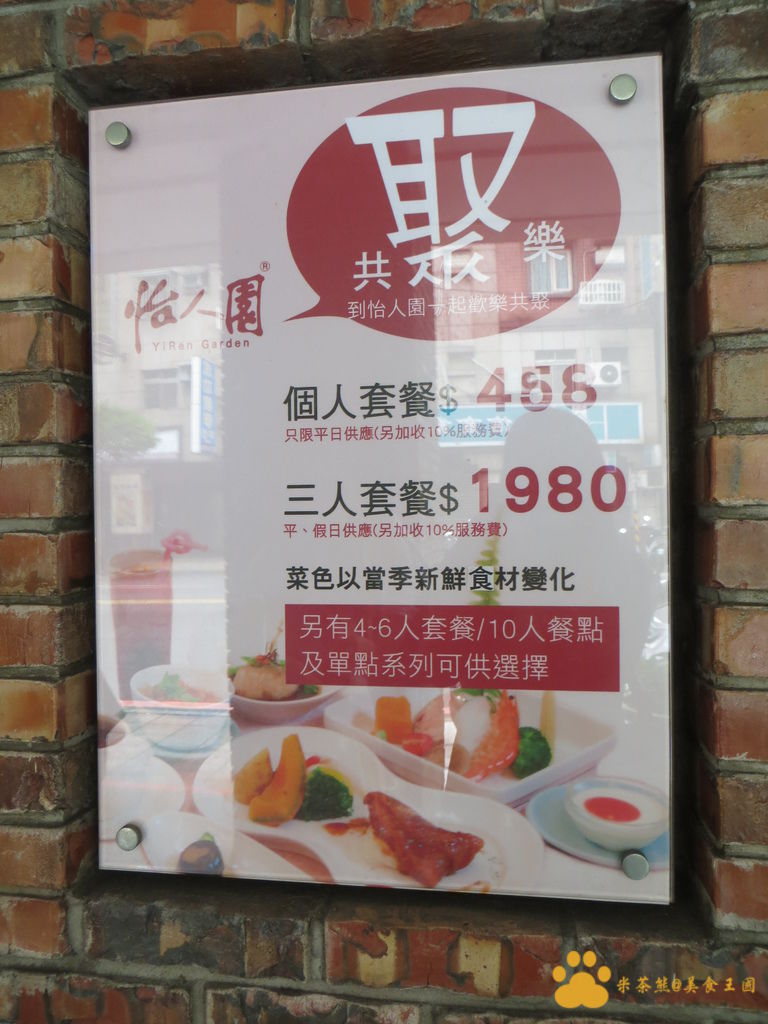 聚
共 樂
到怡人園一起歡樂共聚
怡人園®
YiRen Garden
個人套餐$ 468
只限平日供應(另加收10%服務費)
三人套餐$1980
平、假日供應(另加收10%服務費)
菜色以當季新鮮食材變化
另有4~6人套餐/10人餐點
及單點系列可供選擇
米茶熊@美食王國